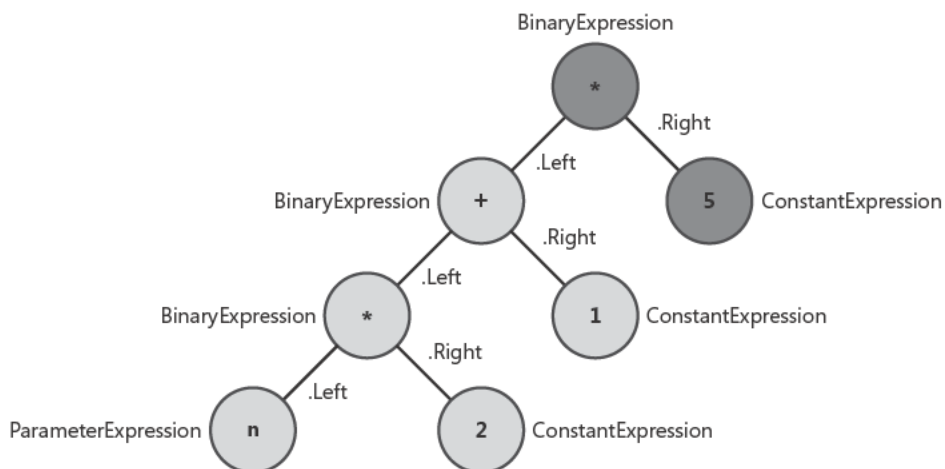 BinaryExpression
*
.Right
.Left
BinaryExpression
+
5
ConstantExpression
.Right
.Left
BinaryExpression
*
1
ConstantExpression
.Right
.Left
ParameterExpression
n
2
ConstantExpression